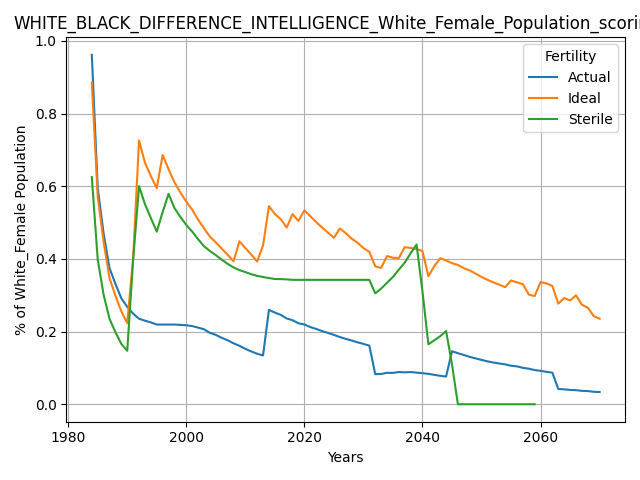 WHITE_BLACK_DIFFERENCE_INTELLIGENCE_White_Female_Population_scorin
% of White_Female Population
1.0
0.8
0.6
0.4
0.2
0.0
Fertility
Actual
Ideal
Sterile
1980
2000
2020
2040
2060
Years